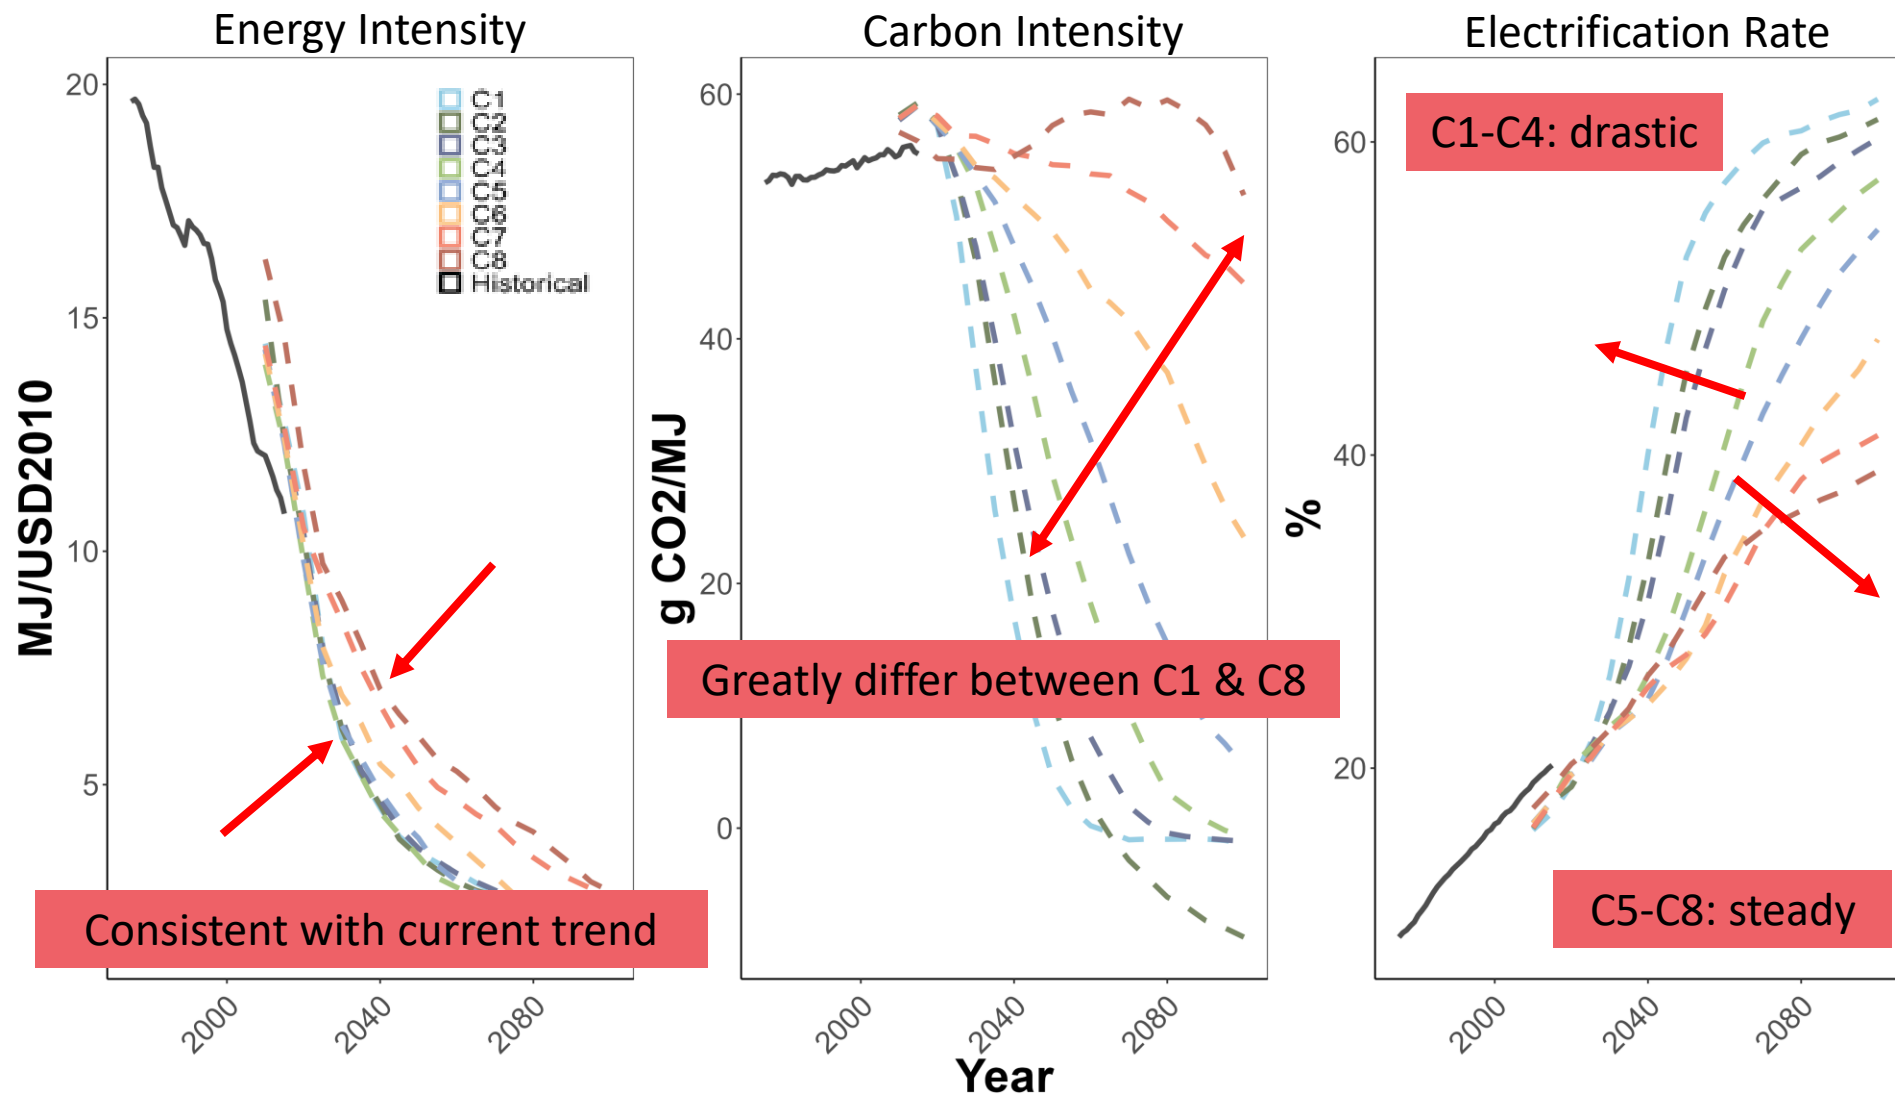 Energy Intensity
Carbon Intensity
Electrification Rate
MJ/USD2010
20
15
10
5
C1
C2
C3
C4
C5
C6
C7
C8
Historical
Consistent with current trend
2000
2040
2080
g CO2/MJ
60
40
20
0
Greatly differ between C1 & C8
2000
2040
2080
Year
%
60
40
20
C1-C4: drastic
C5-C8: steady
2000
2040
2080